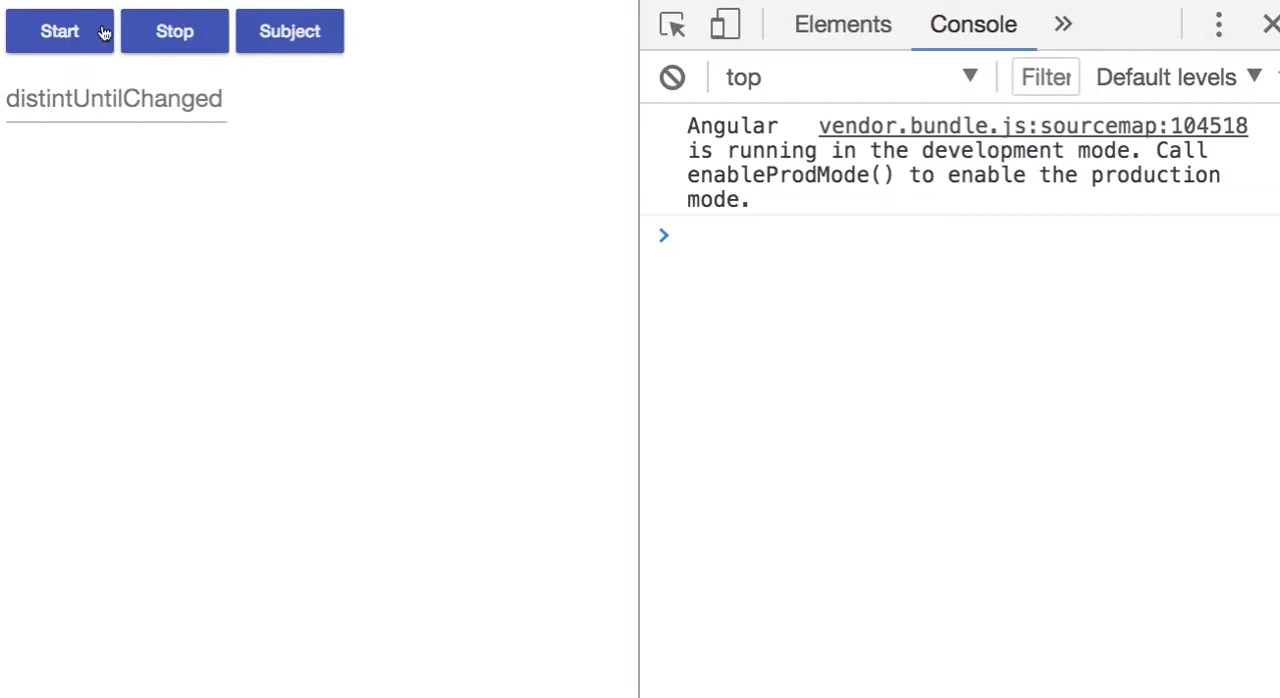 Start Stop Subject
distintUntilChanged
Elements Console
top Filter Default levels
Angular vendor.bundle.js:sourcemap:104518
is running in the development mode. Call
enableProdMode() to enable the production
mode.